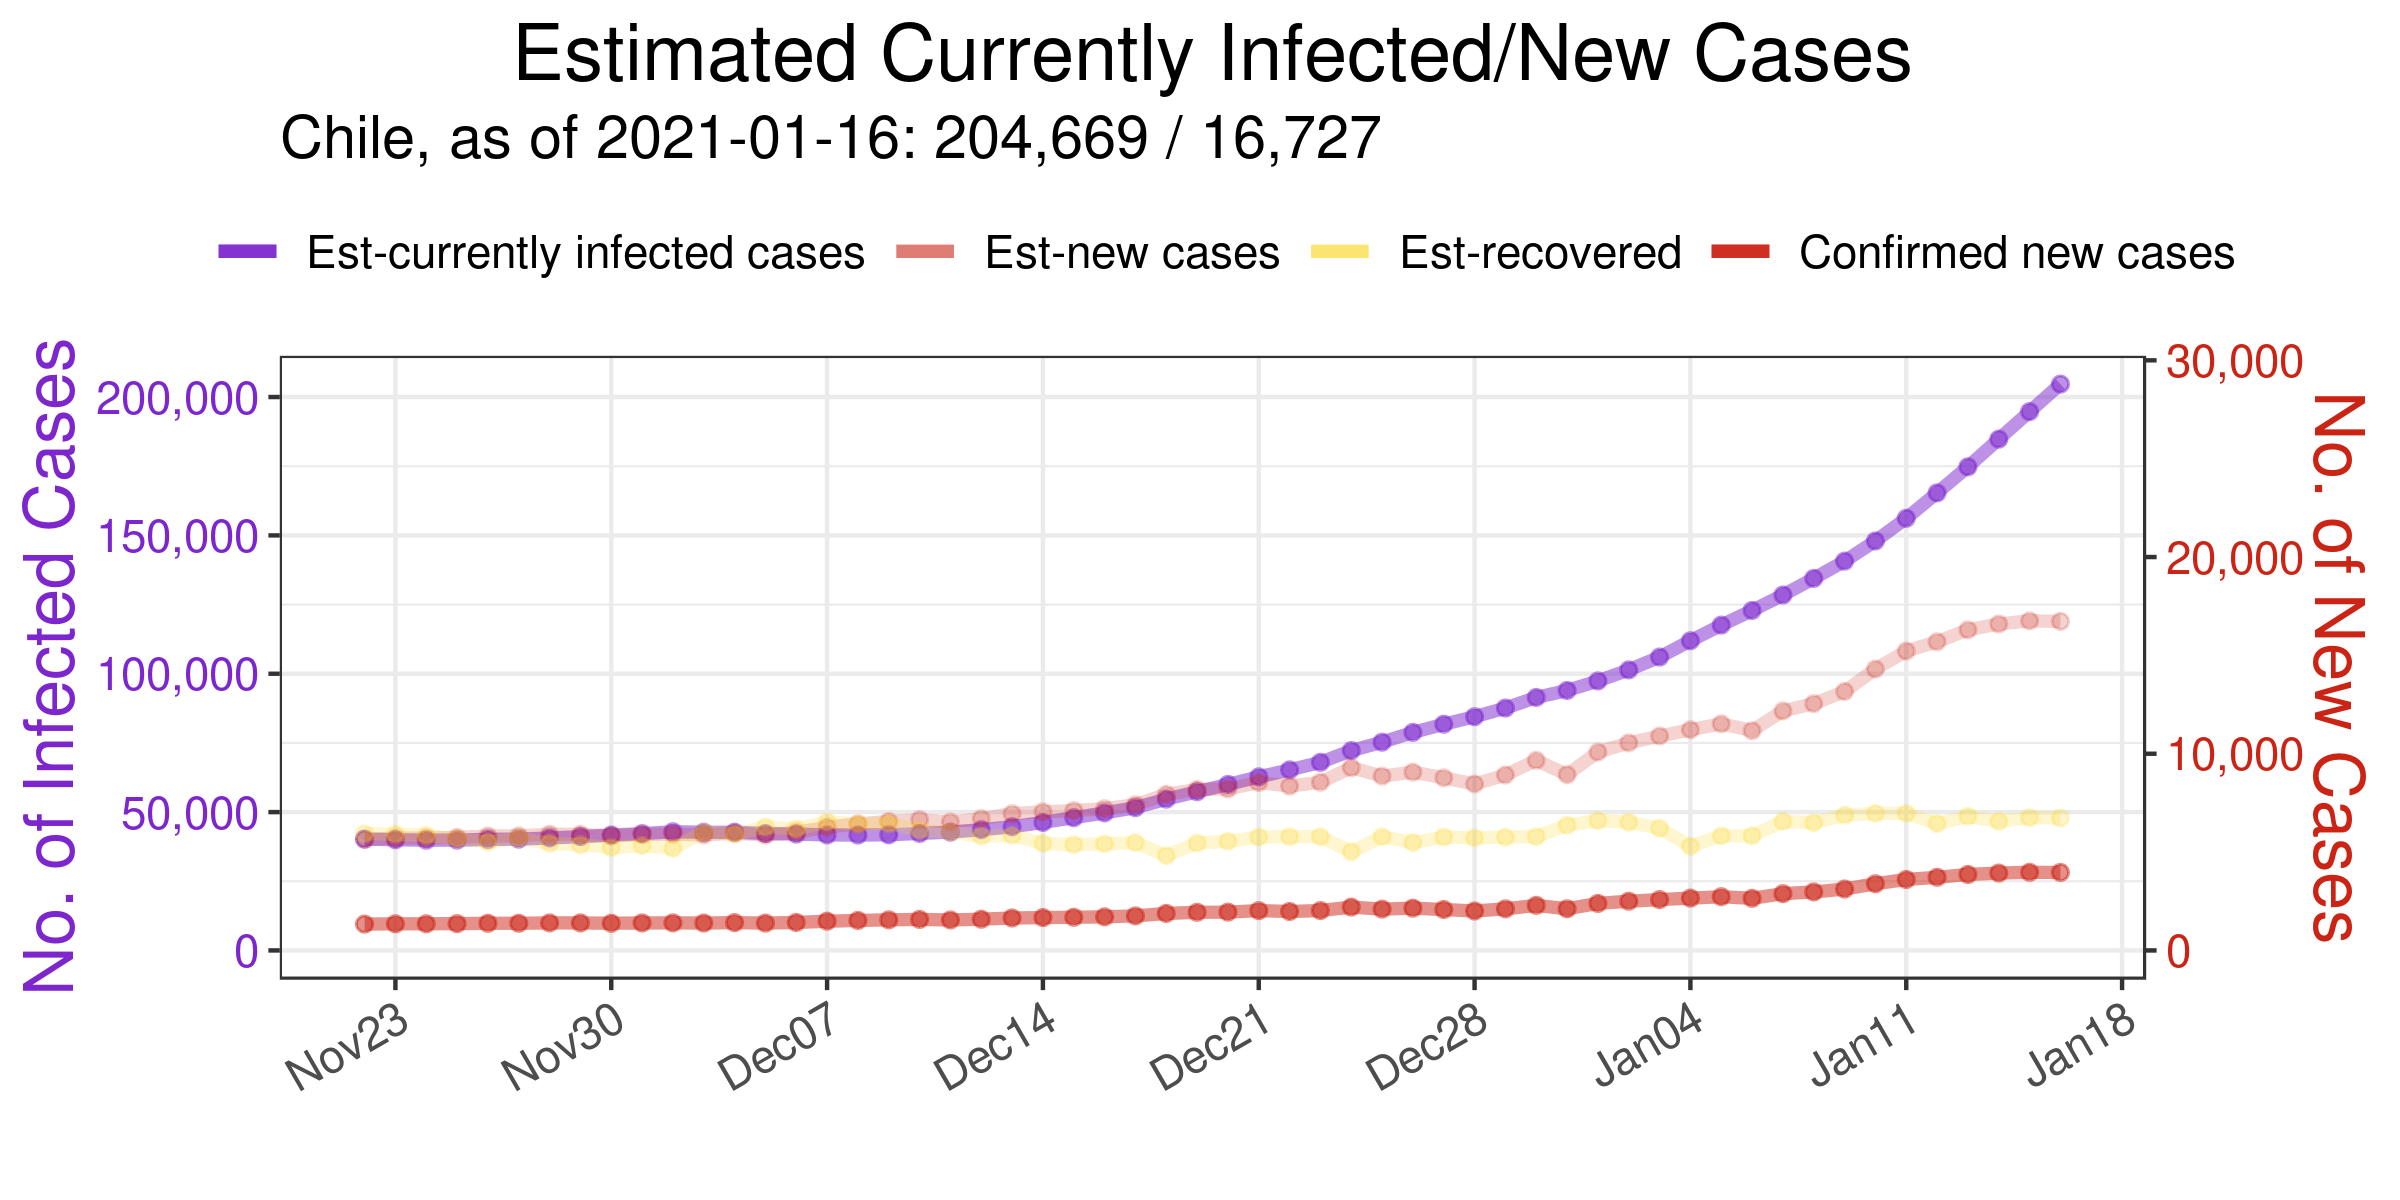 Estimated Currently Infected/New Cases
Chile, as of 2021-01-16: 204,669 / 16,727
Est-currently infected cases Est-new cases Est-recovered Confirmed new cases
No. of Infected Cases
200,000
150,000
100,000
50,000
0
30,000
20,000
10,000
0
No. of New Cases
Nov23 Nov30 Dec07 Dec14 Dec21 Dec28 Jan04 Jan11 Jan18